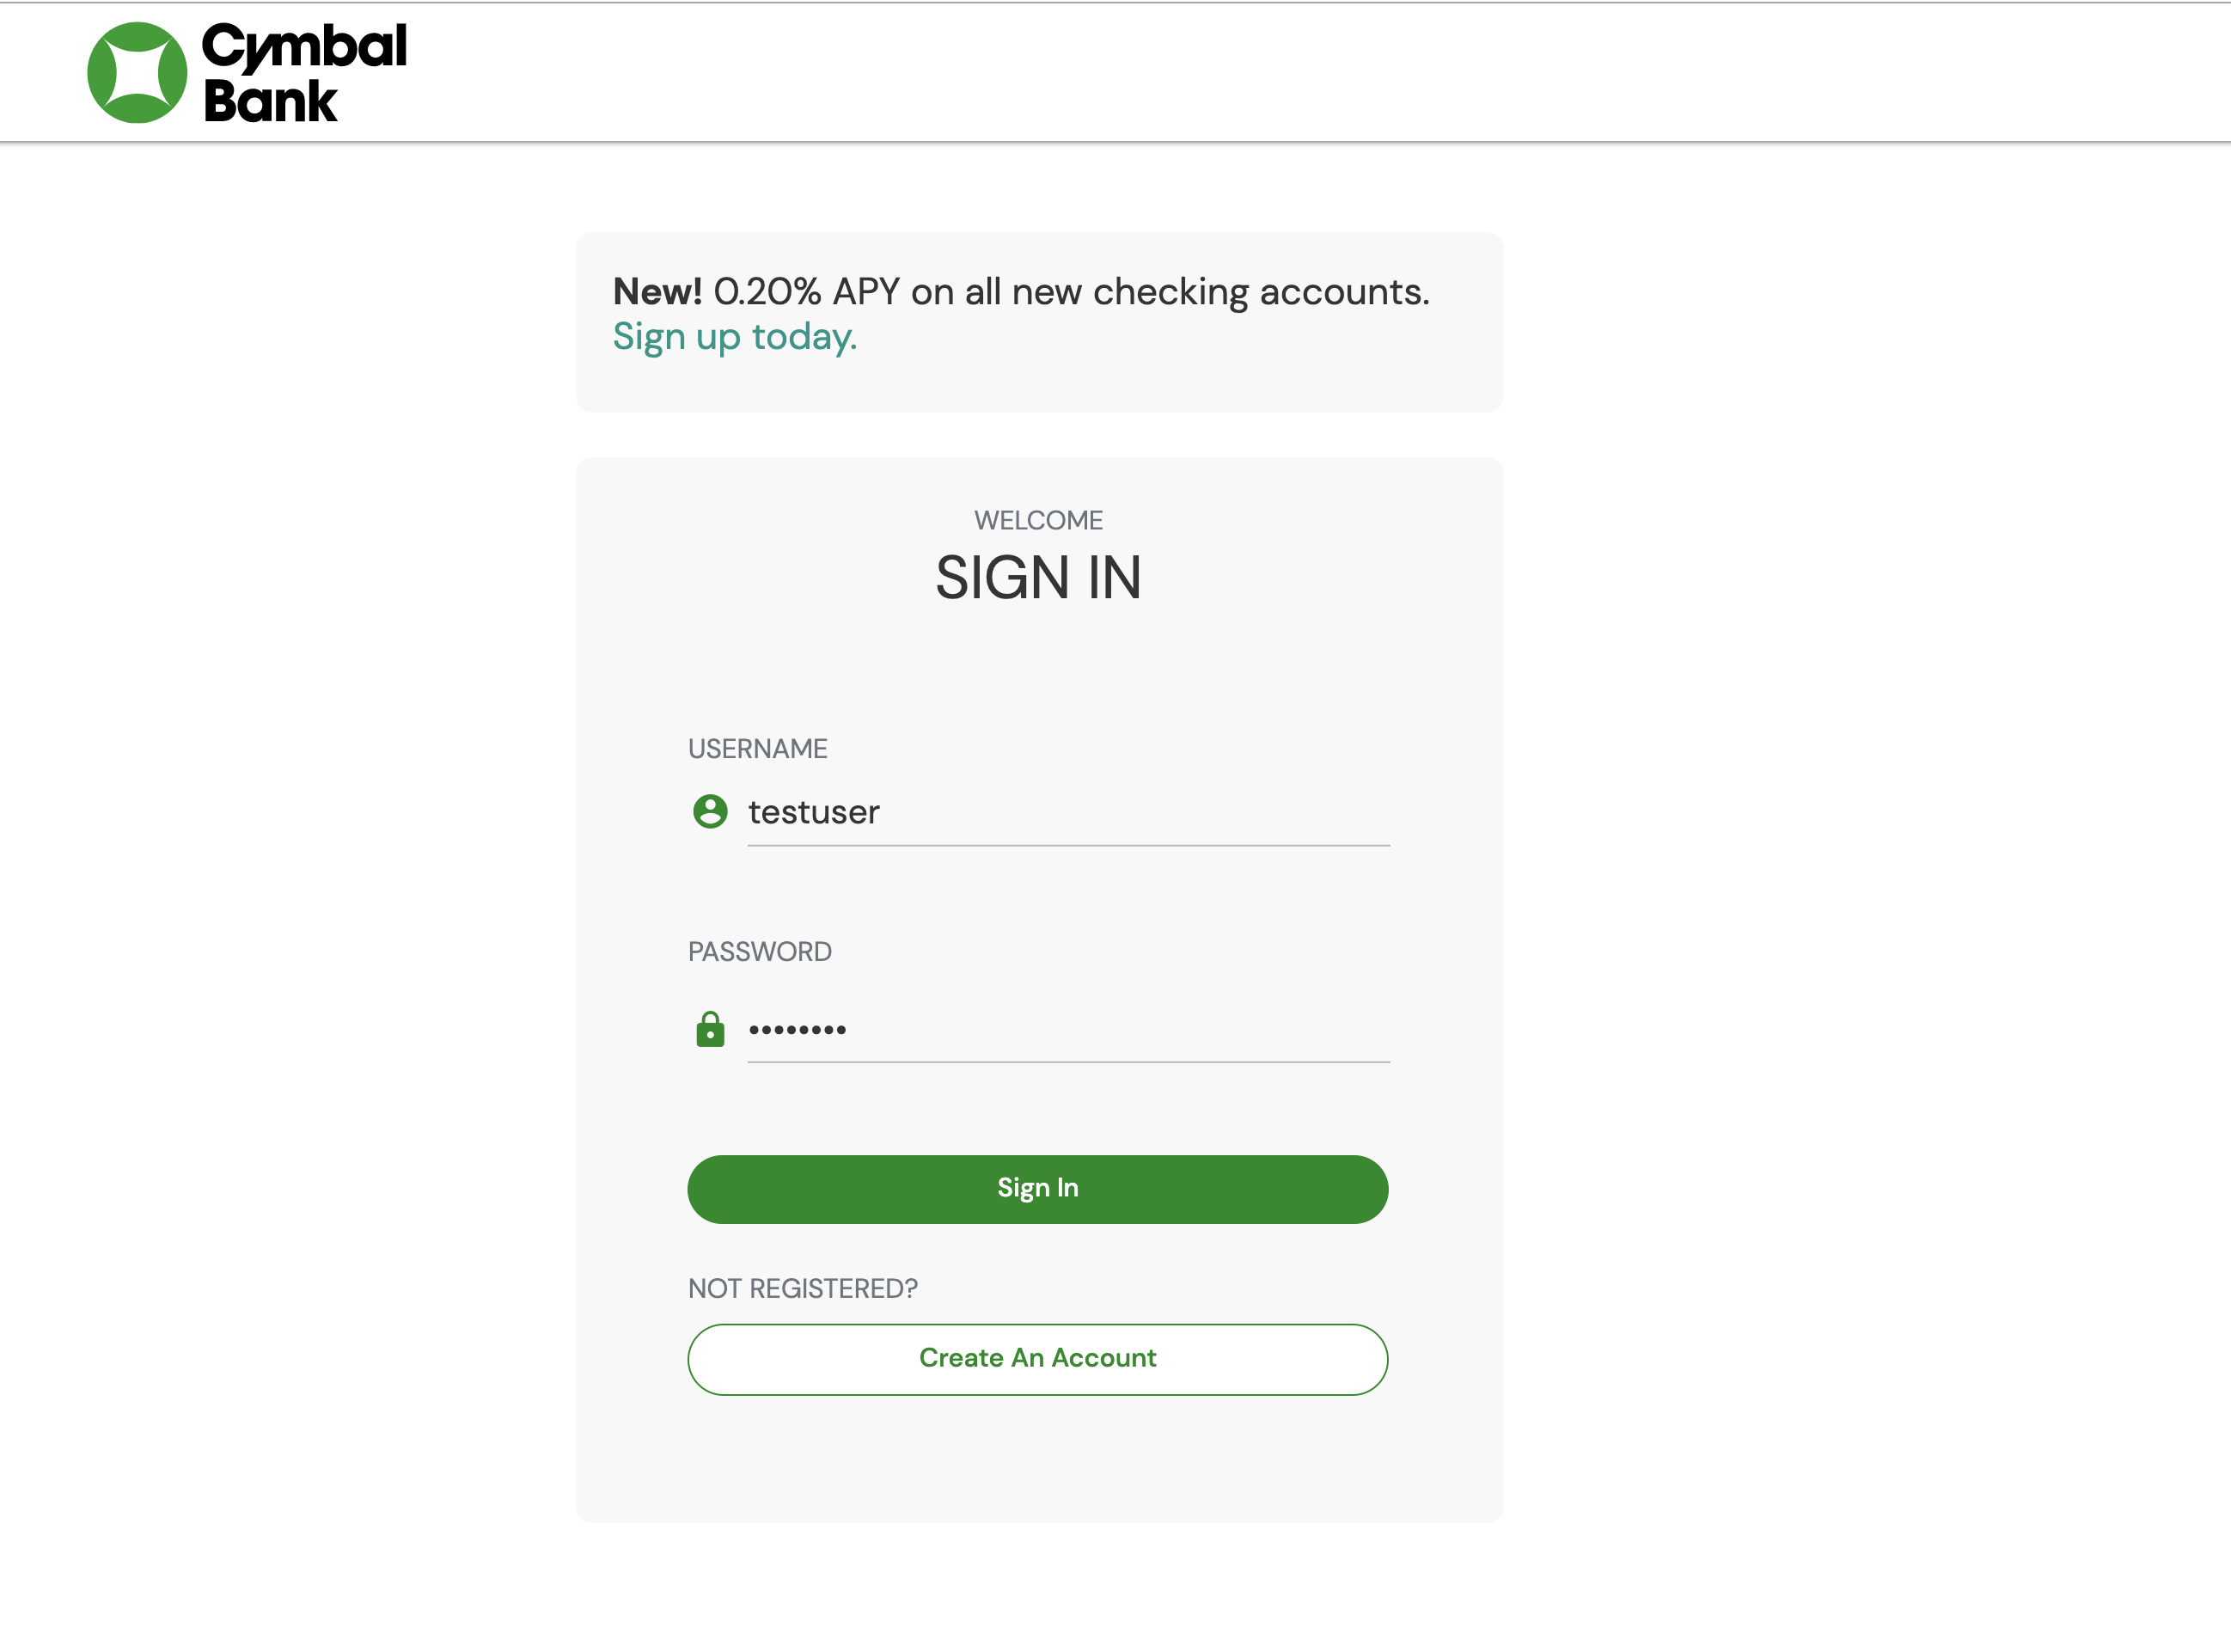 Cymbal
Bank
New! 0.20% APY on all new checking accounts.
Sign up today.
WELCOME
SIGN IN
USERNAME
testuser
PASSWORD
••••••••
Sign In
NOT REGISTERED?
Create An Account